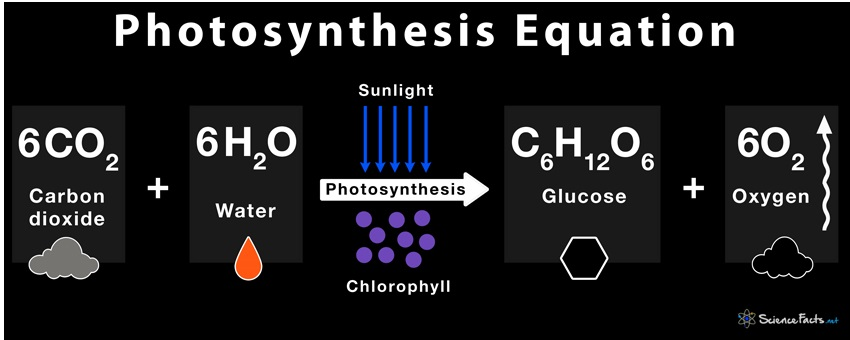 Photosynthesis Equation
Sunlight
6CO₂ + 6H₂O Photosynthesis C₆H₁₂O₆ + 6O₂
Carbon
dioxide
Water
Glucose
Oxygen
Chlorophyll
ScienceFacts.net